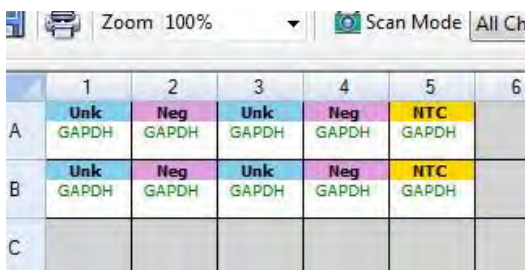 Zoom 100% Scan Mode All Ch
1 2 3 4 5 6
Unk Neg Unk Neg NTC
A GAPDH GAPDH GAPDH GAPDH GAPDH
Unk Neg Unk Neg NTC
B GAPDH GAPDH GAPDH GAPDH GAPDH
C